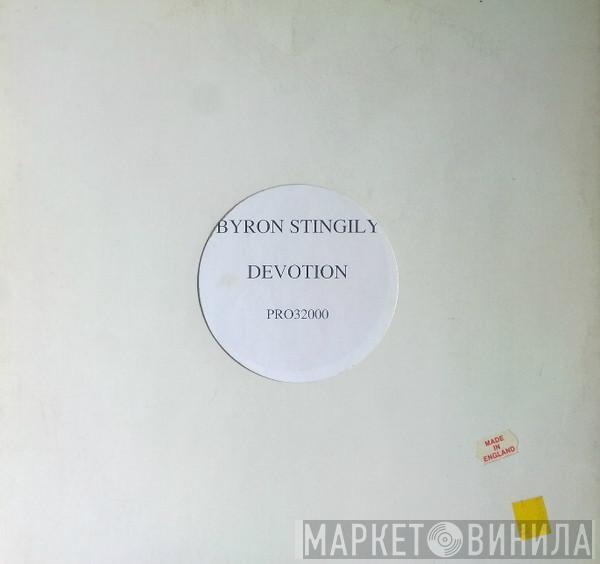 BYRON STINGILY
DEVOTION
PRO32000
MADE
IN
ENGLAND
МАРКЕТ ВИНИЛА